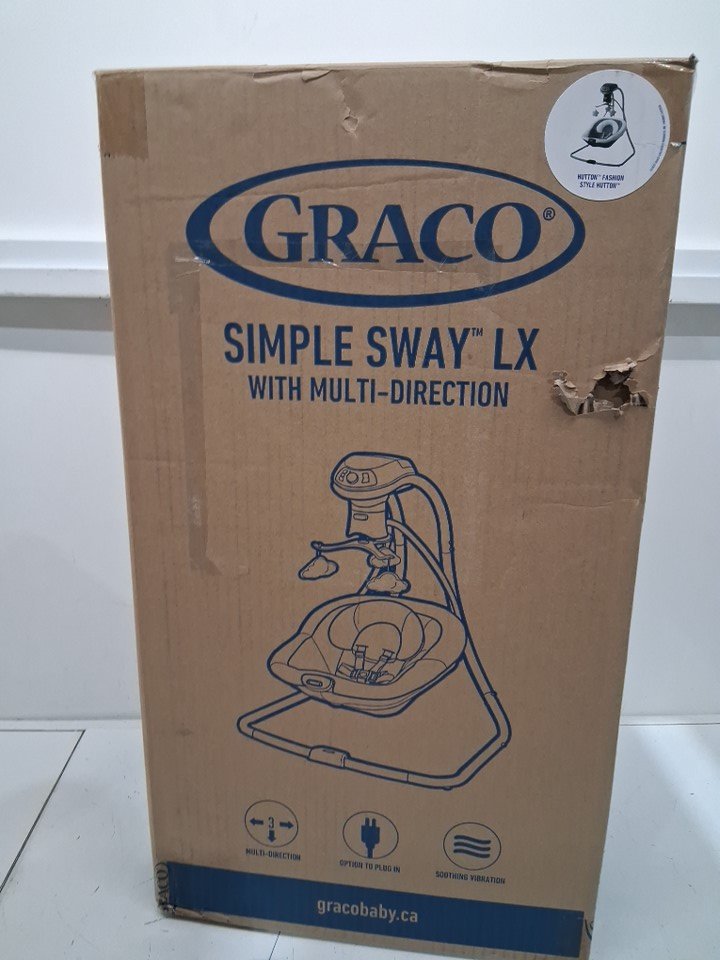 HUTTON™ FASHION
STYLE HUTTON™
GRACO®
SIMPLE SWAY™ LX
WITH MULTI-DIRECTION
3
MULTI-DIRECTION
OPTION TO PLUG IN
SOOTHING VIBRATION
gracobaby.ca